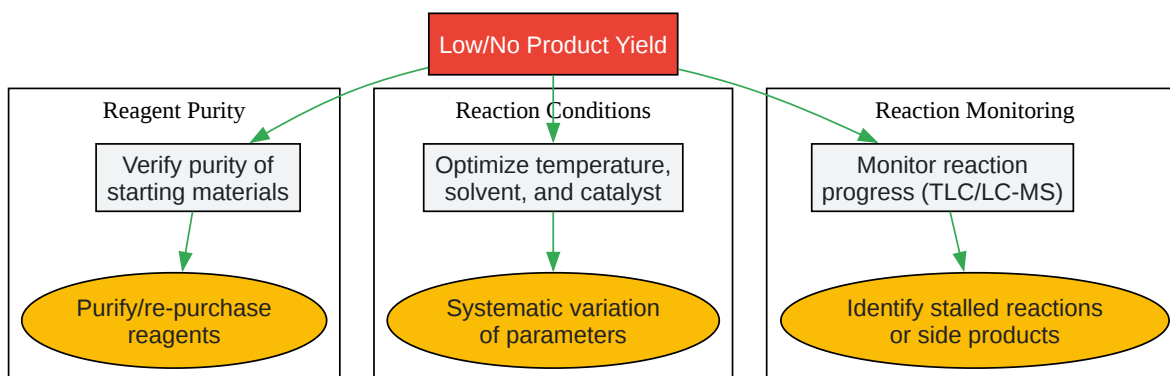 Low/No Product Yield
Reagent Purity
Verify purity of
starting materials
Purify/re-purchase
reagents
Reaction Conditions
Optimize temperature,
solvent, and catalyst
Systematic variation
of parameters
Reaction Monitoring
Monitor reaction
progress (TLC/LC-MS)
Identify stalled reactions
or side products